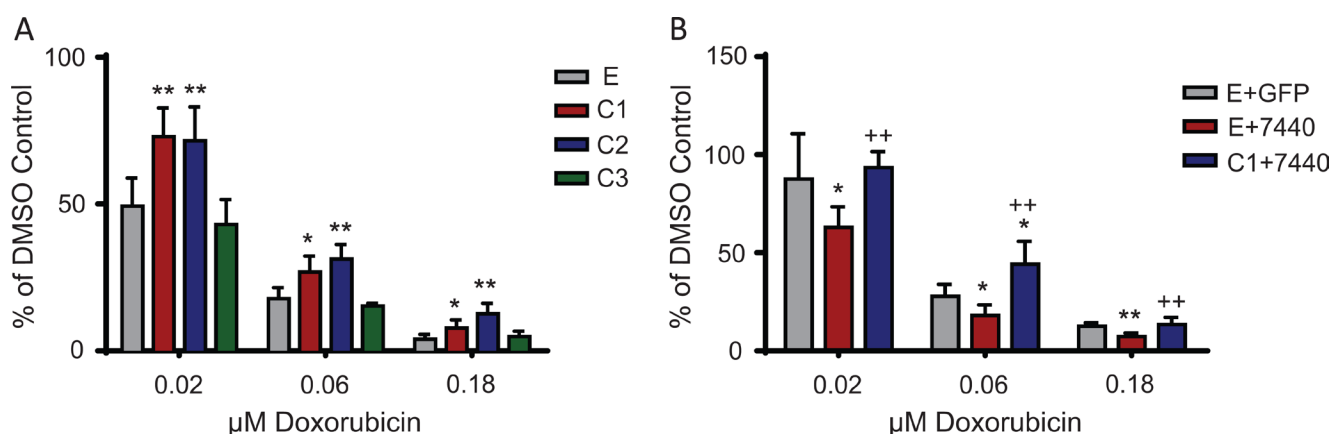 A
% of DMSO Control
100
50
0
** **
* **
* **
0.02 0.06 0.18
µM Doxorubicin
E
C1
C2
C3
B
% of DMSO Control
150
100
50
0
* ++
* ++ *
** ++
0.02 0.06 0.18
µM Doxorubicin
E+GFP
E+7440
C1+7440